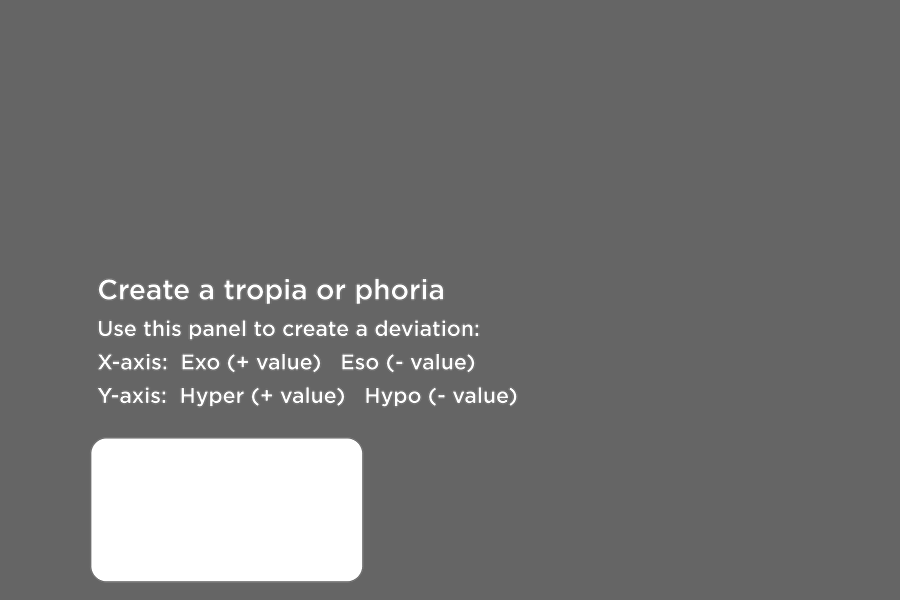 Create a tropia or phoria
Use this panel to create a deviation:
X-axis: Exo (+ value) Eso (- value)
Y-axis: Hyper (+ value) Hypo (- value)